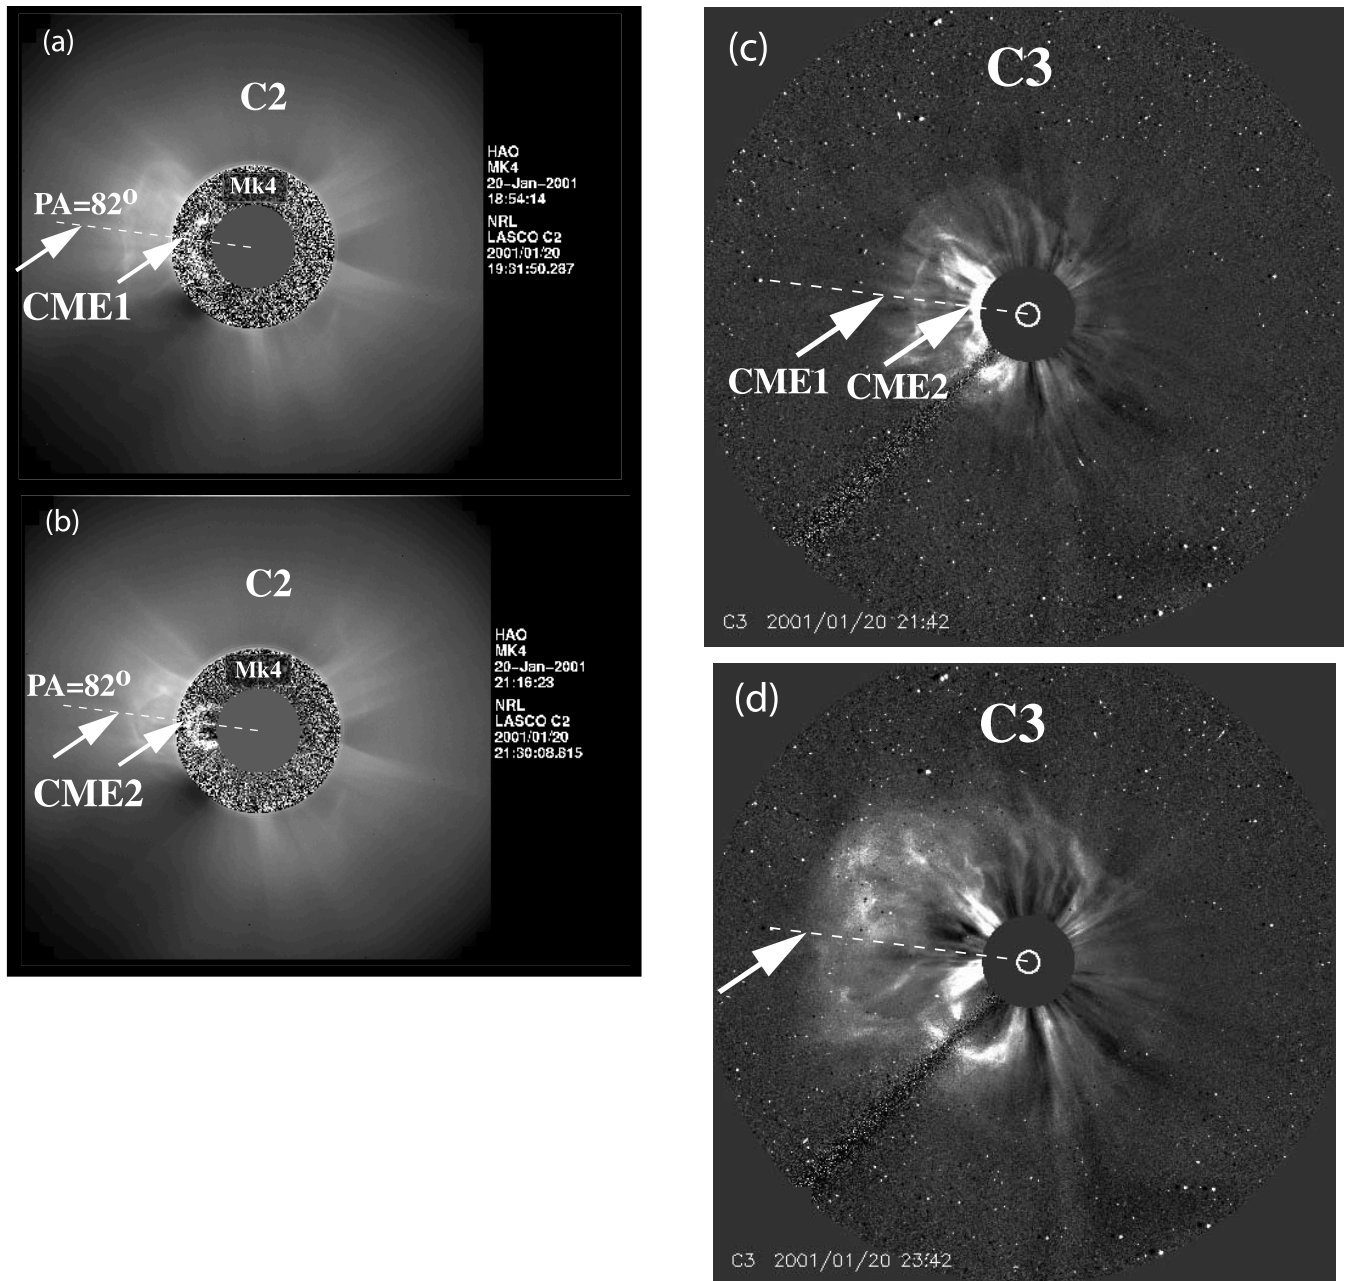 (a)
C2
Mk4
PA=82º
CME1
HAO
MK4
20-Jan-2001
18:54:14
NRL
LASCO C2
2001/01/20
19:31:50.287
(b)
C2
Mk4
PA=82º
CME2
HAO
MK4
20-Jan-2001
21:16:23
NRL
LASCO C2
2001/01/20
21:30:08.615
(c)
C3
CME1
CME2
C3 2001/01/20 21:42
(d)
C3
C3 2001/01/20 23:42